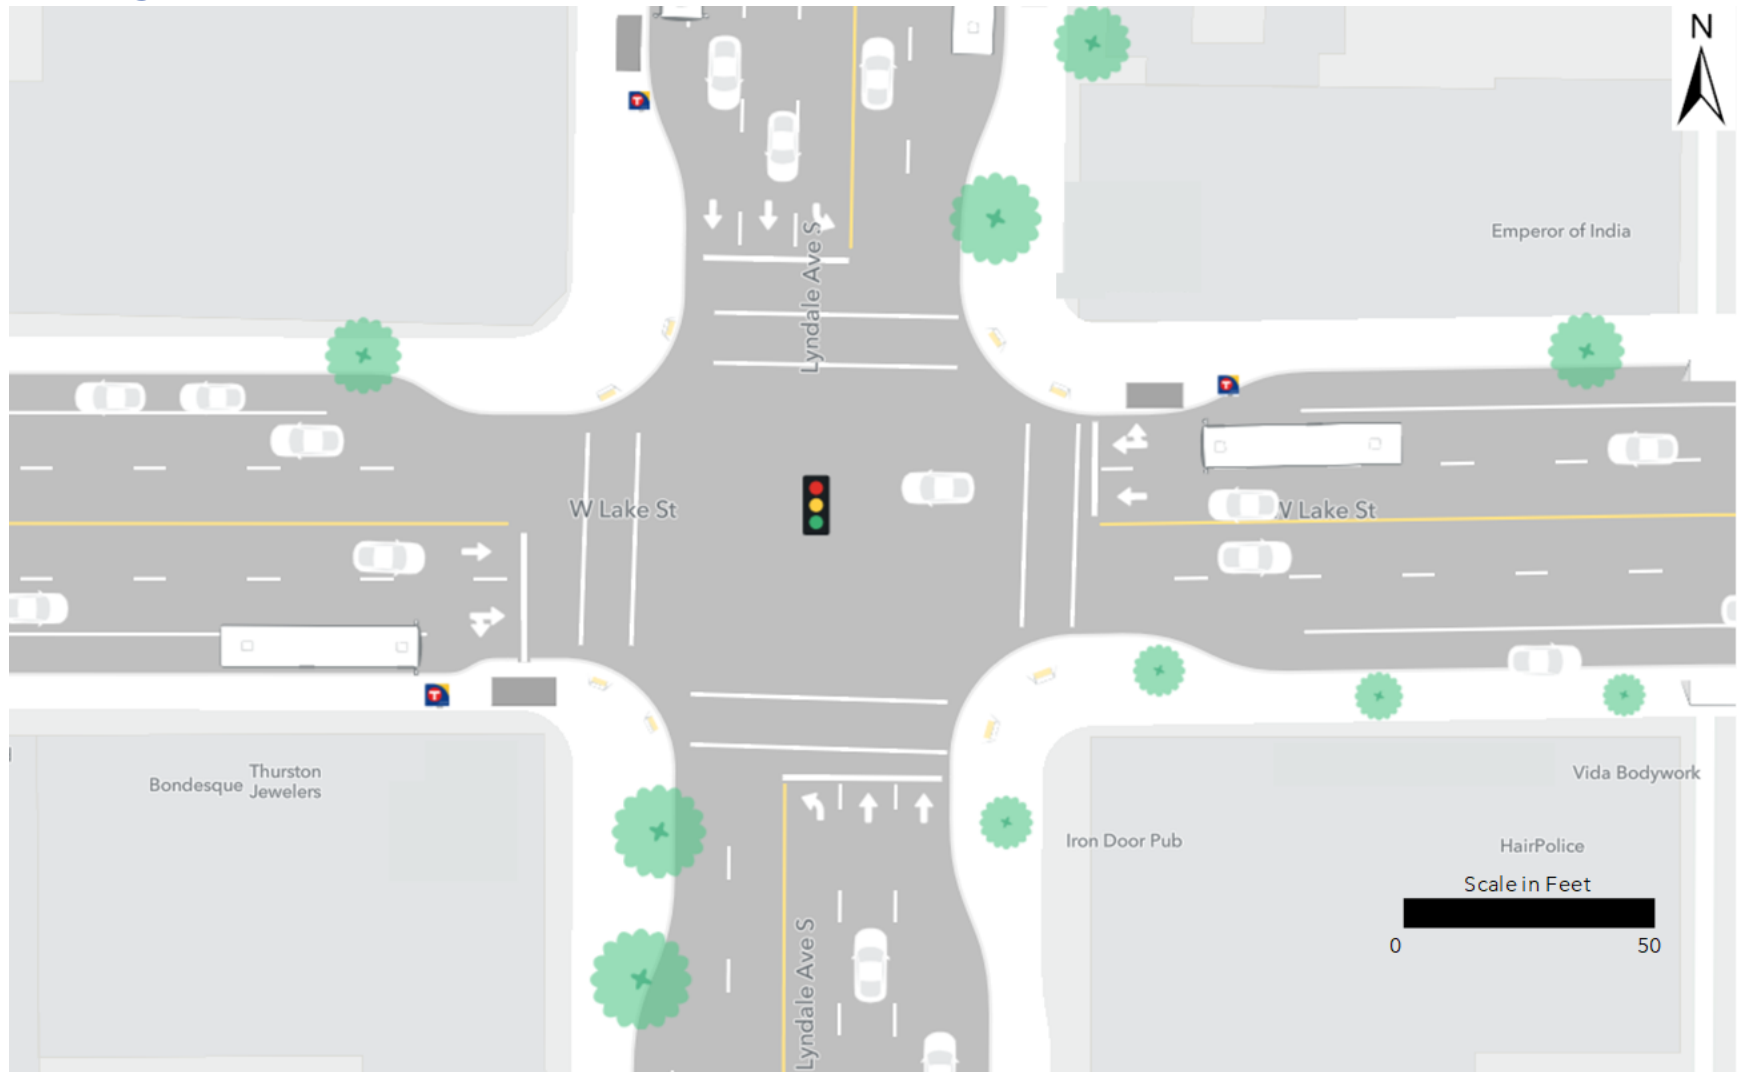 N
Emperor of India
Lyndale Ave S
W Lake St
W Lake St
T
T
T
Bondesque
Thurston
Jewelers
Vida Bodywork
Iron Door Pub
HairPolice
Scale in Feet
0
50
Lyndale Ave S